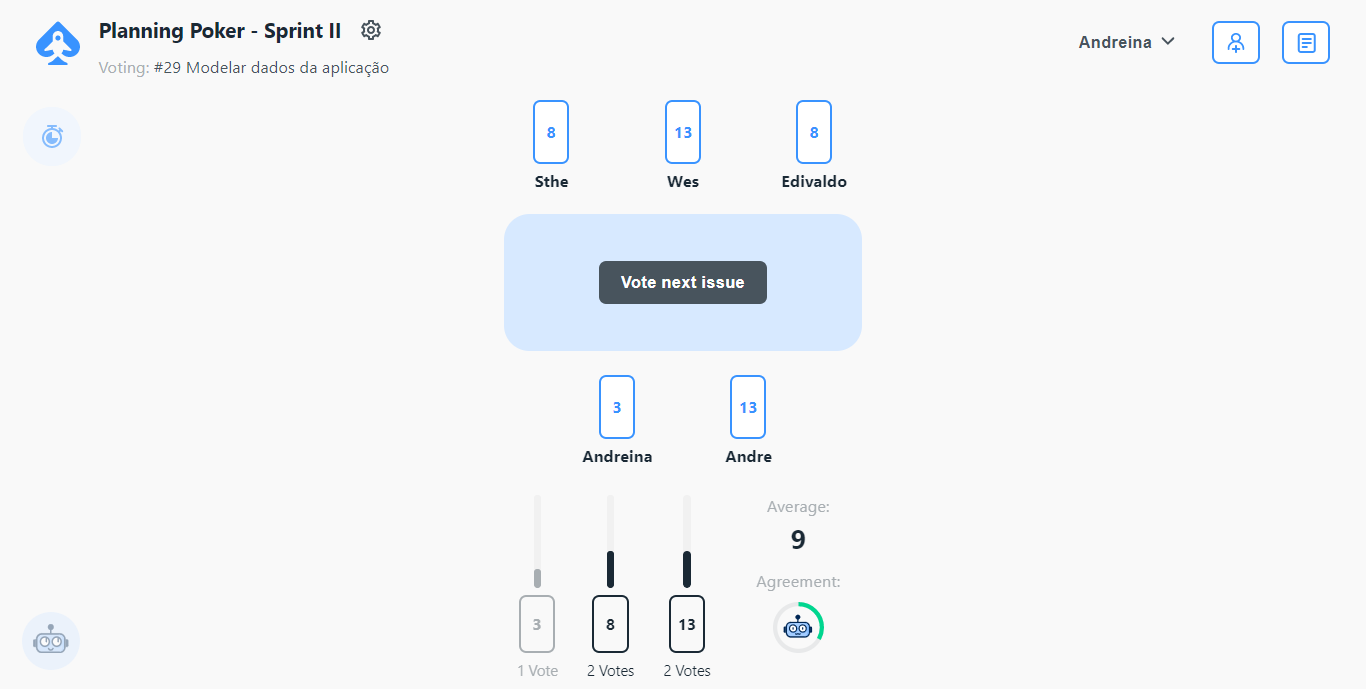 Planning Poker - Sprint II
Voting: #29 Modelar dados da aplicação
Andreina
8
13
8
Sthe
Wes
Edivaldo
Vote next issue
3
13
Andreina
Andre
Average:
9
Agreement:
3
8
13
1 Vote
2 Votes
2 Votes